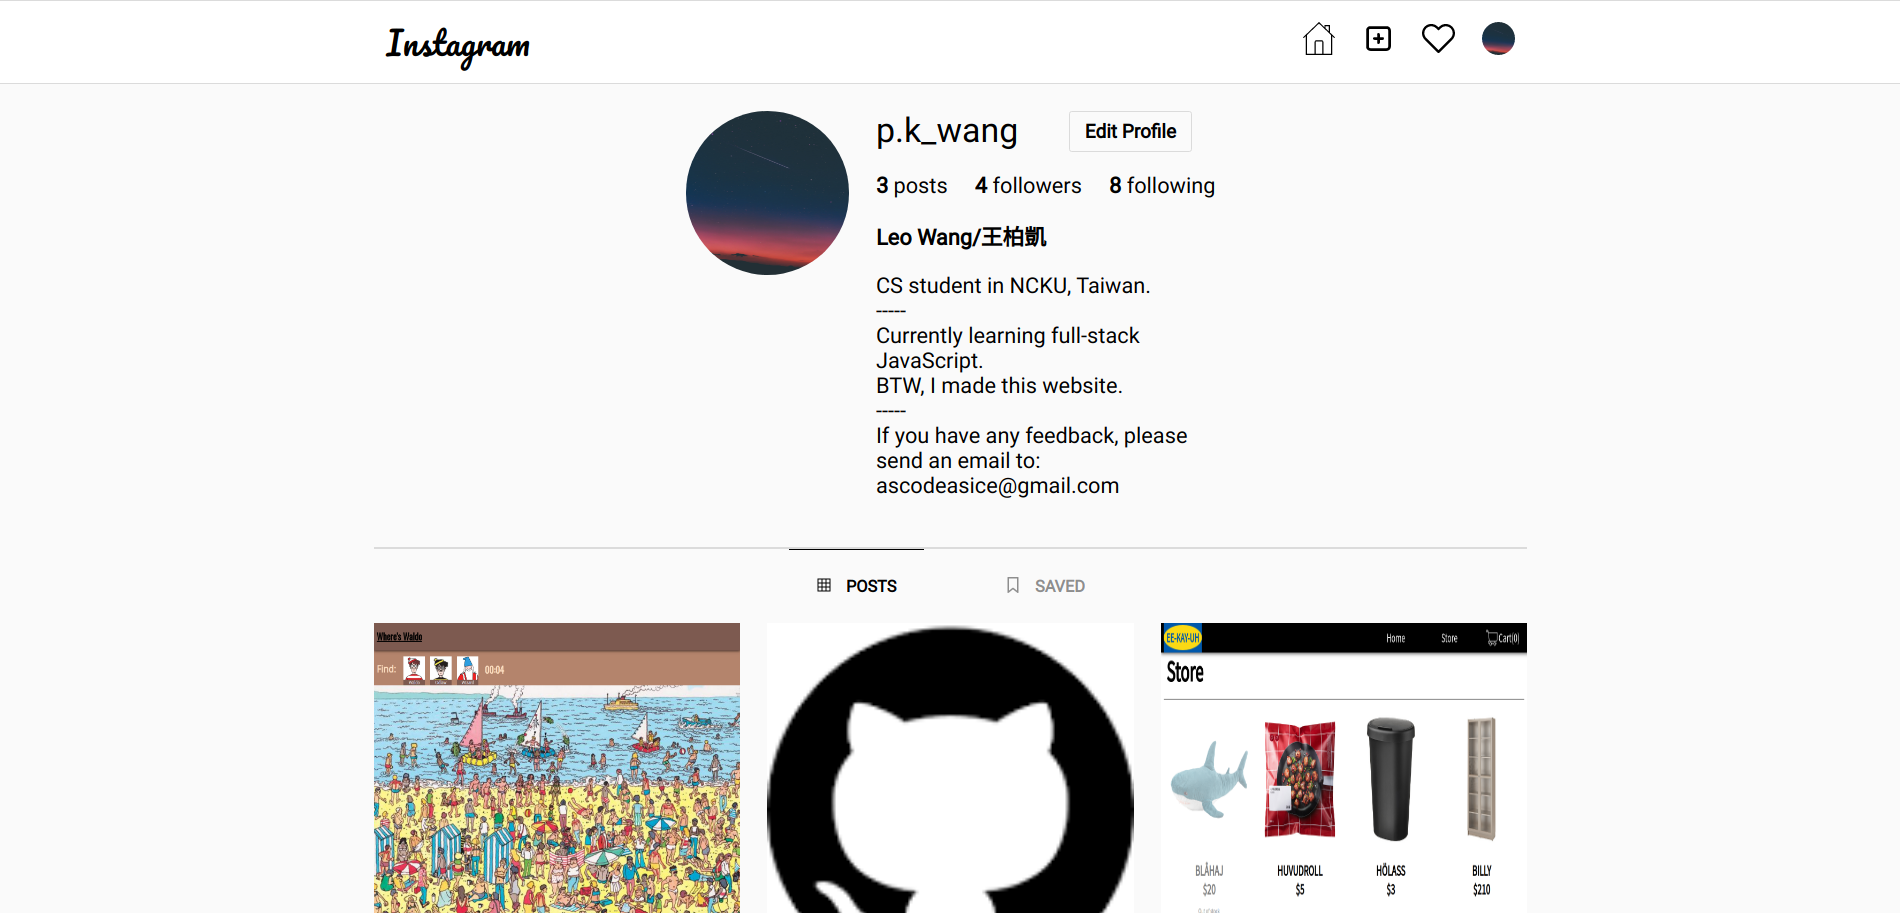 Instagram
p.k_wang
Edit Profile
3 posts 4 followers 8 following
Leo Wang/王柏凱
CS student in NCKU, Taiwan.
-----
Currently learning full-stack
JavaScript.
BTW, I made this website.
-----
If you have any feedback, please
send an email to:
ascodeasice@gmail.com
POSTS
SAVED
Where's Waldo
Find:
00:04
EE-KAY-UH
Home
Store
Cart(0)
Store
BLÅHAJ
$20
HUVUDROLL
$5
HÖLASS
$3
BILLY
$210